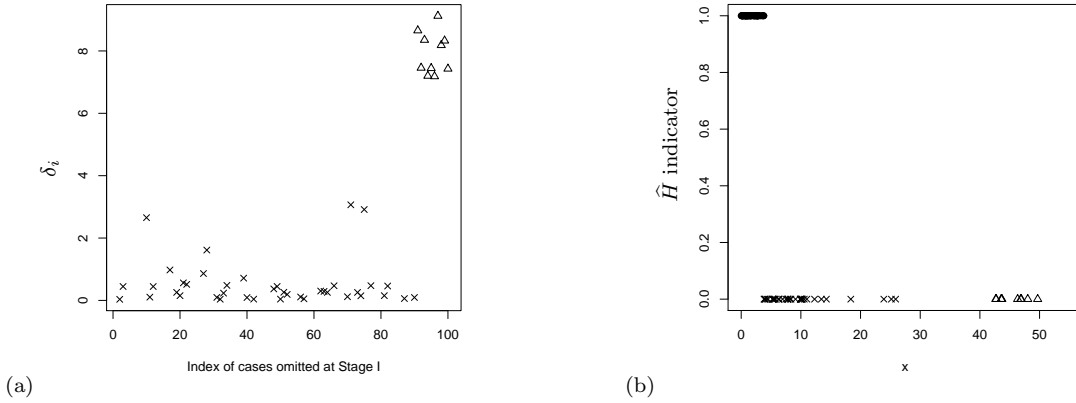 8
6
4
2
0
δi
0 20 40 60 80 100
Index of cases omitted at Stage I
(a)
1.0
0.8
0.6
0.4
0.2
0.0
Ĥ indicator
0 10 20 30 40 50
x
(b)